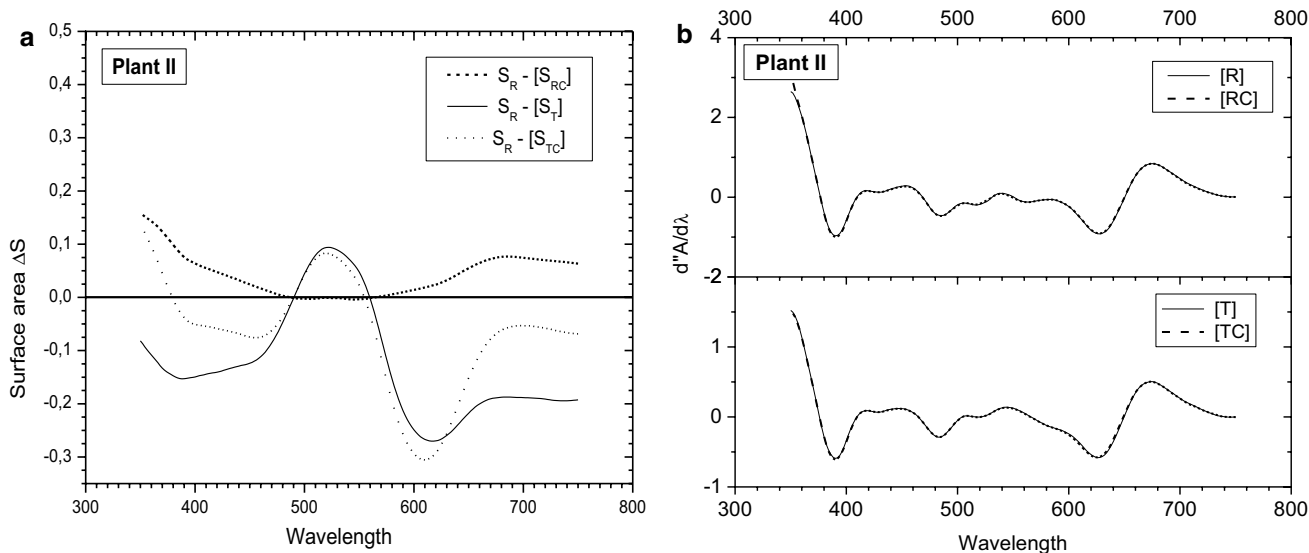 a
0,5
0,4
0,3
0,2
0,1
0,0
-0,1
-0,2
-0,3
Surface area ΔS
Plant II
S_R - [S_RC]
S_R - [S_T]
S_R - [S_TC]
300 400 500 600 700 800
Wavelength
b
300 400 500 600 700 800
4
2
0
-2
Plant II
[R]
[RC]
d"A/dλ
1
0
-1
[T]
[TC]
300 400 500 600 700 800
Wavelength